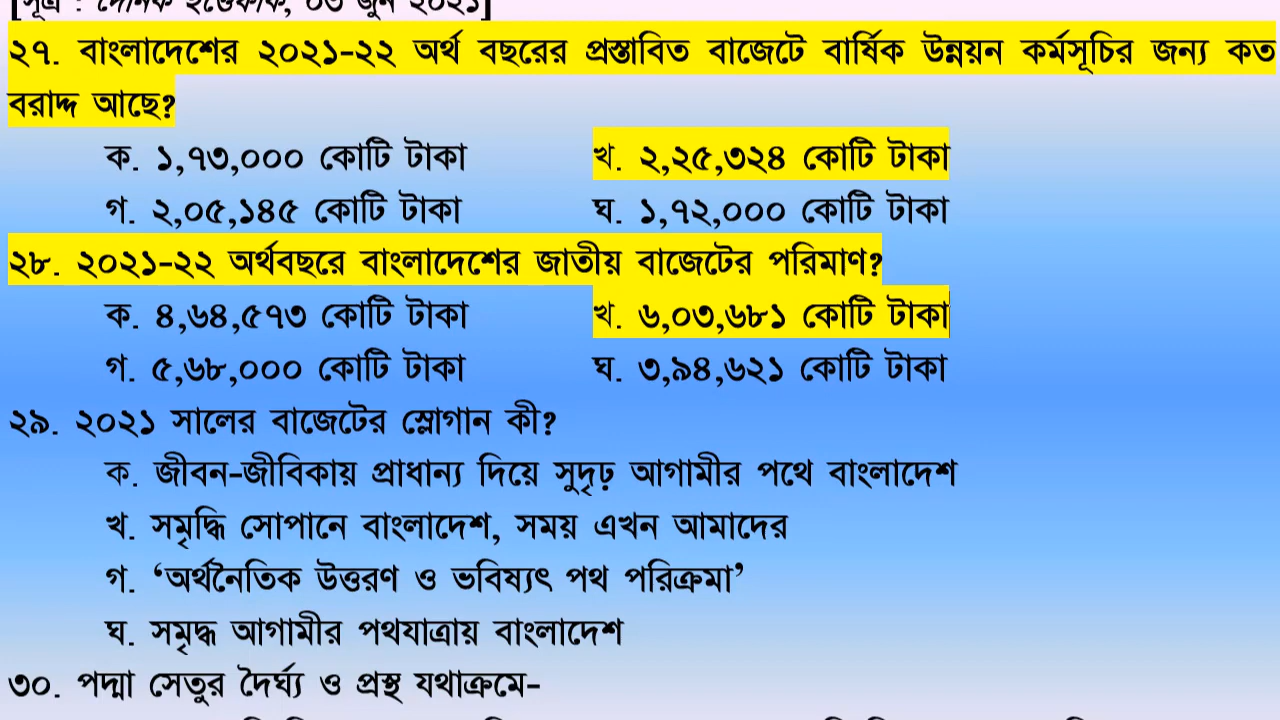 [সূত্র : দৈনিক ইত্তেফাক, ০৩ জুন ২০২১]
২৭. বাংলাদেশের ২০২১-২২ অর্থ বছরের প্রস্তাবিত বাজেটে বার্ষিক উন্নয়ন কর্মসূচির জন্য কত
বরাদ্দ আছে?
ক. ১,৭৩,০০০ কোটি টাকা খ. ২,২৫,৩২৪ কোটি টাকা
গ. ২,০৫,১৪৫ কোটি টাকা ঘ. ১,৭২,০০০ কোটি টাকা
২৮. ২০২১-২২ অর্থবছরে বাংলাদেশের জাতীয় বাজেটের পরিমাণ?
ক. ৪,৬৪,৫৭৩ কোটি টাকা খ. ৬,০৩,৬৮১ কোটি টাকা
গ. ৫,৬৮,০০০ কোটি টাকা ঘ. ৩,৯৪,৬২১ কোটি টাকা
২৯. ২০২১ সালের বাজেটের স্লোগান কী?
ক. জীবন-জীবিকায় প্রাধান্য দিয়ে সুদৃঢ় আগামীর পথে বাংলাদেশ
খ. সমৃদ্ধি সোপানে বাংলাদেশ, সময় এখন আমাদের
গ. ‘অর্থনৈতিক উত্তরণ ও ভবিষ্যৎ পথ পরিক্রমা’
ঘ. সমৃদ্ধ আগামীর পথযাত্রায় বাংলাদেশ
৩০. পদ্মা সেতুর দৈর্ঘ্য ও প্রস্থ যথাক্রমে-